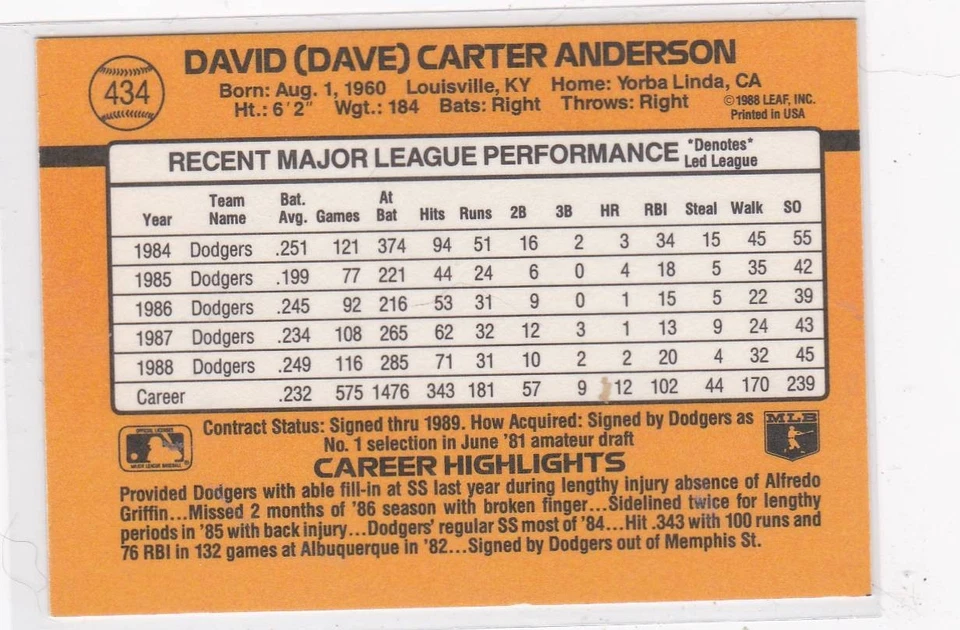 434
DAVID (DAVE) CARTER ANDERSON
Born: Aug. 1, 1960 Louisville, KY Home: Yorba Linda, CA
Ht.: 6'2" Wgt.: 184 Bats: Right Throws: Right
©1988 LEAF, INC.
Printed in USA
RECENT MAJOR LEAGUE PERFORMANCE
*Denotes*
Led League
Year Team Name Bat. Avg. Games At Bat Hits Runs 2B 3B HR RBI Steal Walk SO
1984 Dodgers .251 121 374 94 51 16 2 3 34 15 45 55
1985 Dodgers .199 77 221 44 24 6 0 4 18 5 35 42
1986 Dodgers .245 92 216 53 31 9 0 1 15 5 22 39
1987 Dodgers .234 108 265 62 32 12 3 1 13 9 24 43
1988 Dodgers .249 116 285 71 31 10 2 2 20 4 32 45
Career .232 575 1476 343 181 57 9 12 102 44 170 239
Contract Status: Signed thru 1989. How Acquired: Signed by Dodgers as
No. 1 selection in June '81 amateur draft
OFFICIAL LICENSEE
MAJOR LEAGUE BASEBALL
MLB
CAREER HIGHLIGHTS
Provided Dodgers with able fill-in at SS last year during lengthy injury absence of Alfredo
Griffin...Missed 2 months of '86 season with broken finger...Sidelined twice for lengthy
periods in '85 with back injury...Dodgers' regular SS most of '84...Hit .343 with 100 runs and
76 RBI in 132 games at Albuquerque in '82...Signed by Dodgers out of Memphis St.